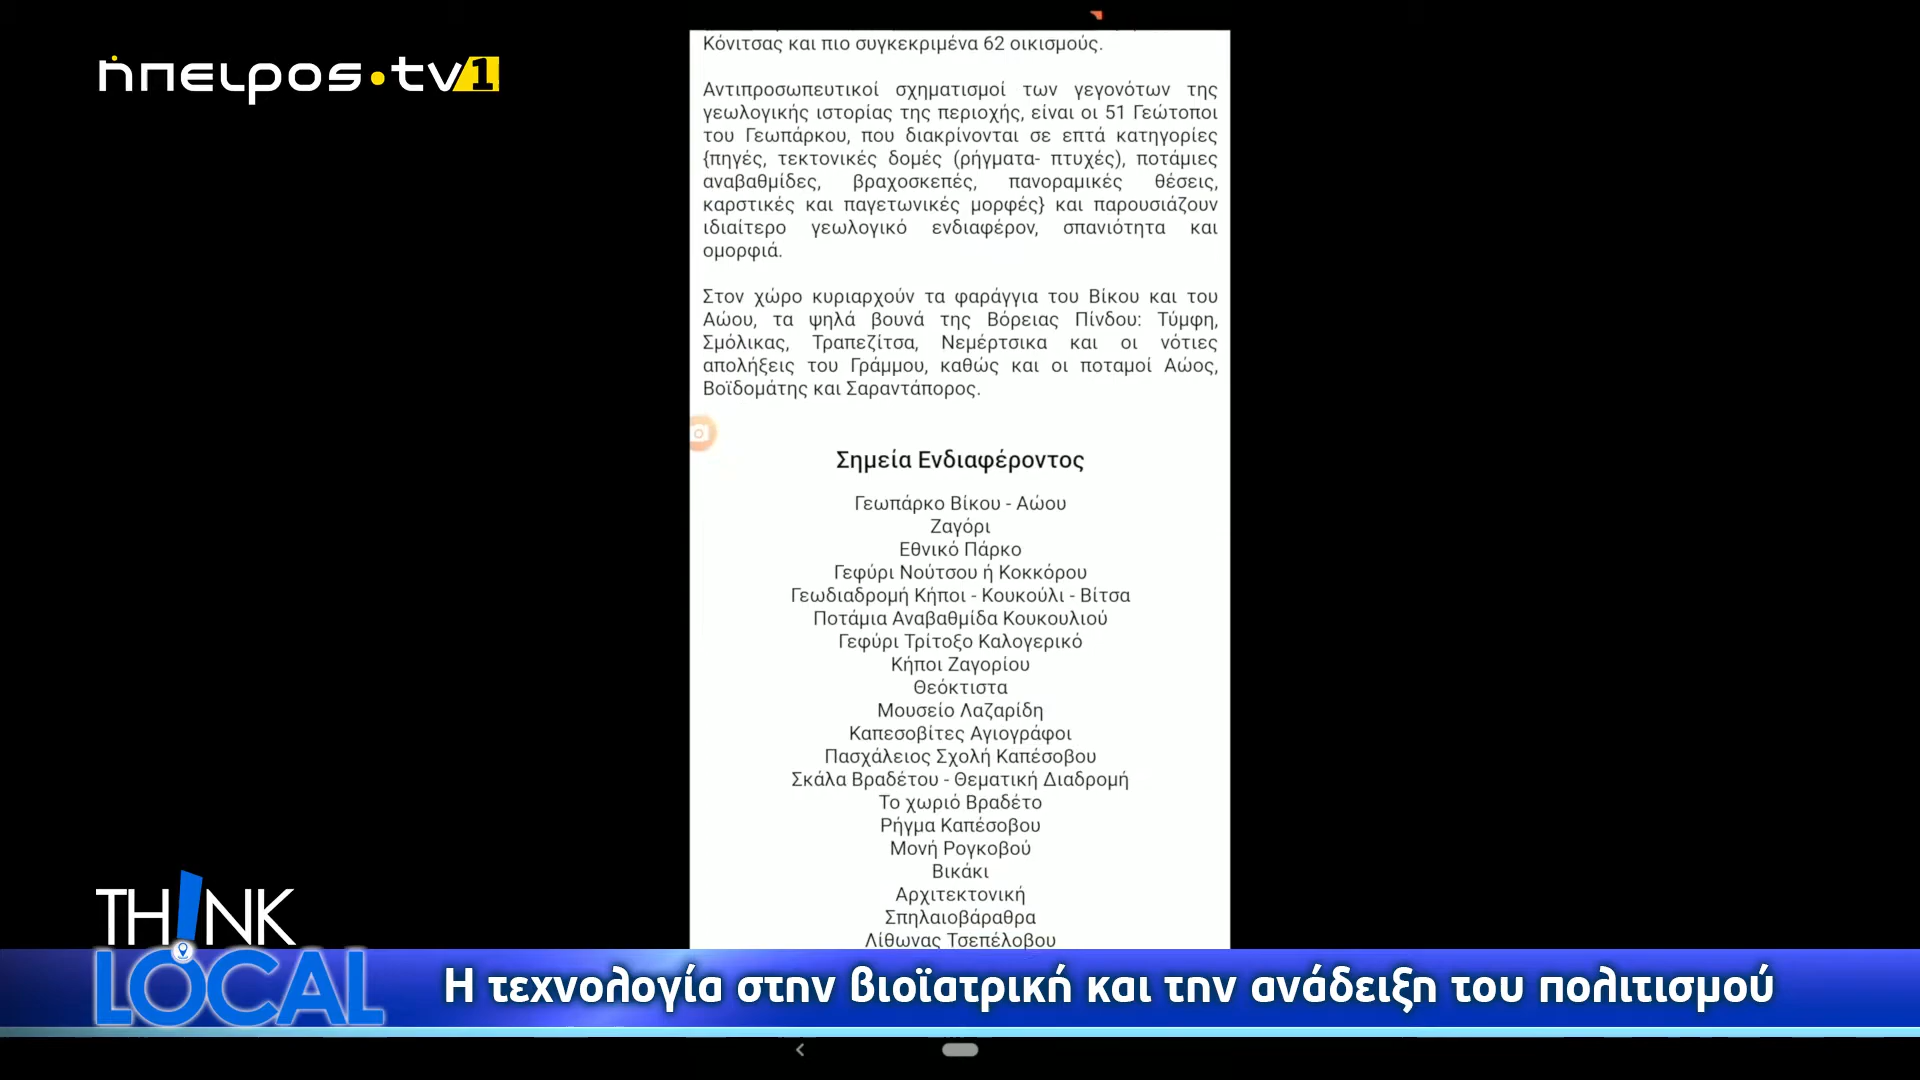 ήπειρος.tv1
Κόνιτσας και πιο συγκεκριμένα 62 οικισμούς.
Αντιπροσωπευτικοί σχηματισμοί των γεγονότων της
γεωλογικής ιστορίας της περιοχής, είναι οι 51 Γεώτοποι
του Γεωπάρκου, που διακρίνονται σε επτά κατηγορίες
{πηγές, τεκτονικές δομές (ρήγματα- πτυχές), ποτάμιες
αναβαθμίδες, βραχοσκεπές, πανοραμικές θέσεις,
καρστικές και παγετωνικές μορφές} και παρουσιάζουν
ιδιαίτερο γεωλογικό ενδιαφέρον, σπανιότητα και
ομορφιά.
Στον χώρο κυριαρχούν τα φαράγγια του Βίκου και του
Αώου, τα ψηλά βουνά της Βόρειας Πίνδου: Τύμφη,
Σμόλικας, Τραπεζίτσα, Νεμέρτσικα και οι νότιες
απολήξεις του Γράμμου, καθώς και οι ποταμοί Αώος,
Βοϊδομάτης και Σαραντάπορος.
Σημεία Ενδιαφέροντος
Γεωπάρκο Βίκου - Αώου
Ζαγόρι
Εθνικό Πάρκο
Γεφύρι Νούτσου ή Κοκκόρου
Γεωδιαδρομή Κήποι - Κουκούλι - Βίτσα
Ποτάμια Αναβαθμίδα Κουκουλιού
Γεφύρι Τρίτοξο Καλογερικό
Κήποι Ζαγορίου
Θεόκτιστα
Μουσείο Λαζαρίδη
Καπεσοβίτες Αγιογράφοι
Πασχάλειος Σχολή Καπέσοβου
Σκάλα Βραδέτου - Θεματική Διαδρομή
Το χωριό Βραδέτο
Ρήγμα Καπέσοβου
Μονή Ρογκοβού
Βικάκι
Αρχιτεκτονική
Σπηλαιοβάραθρα
Λίθωνας Τσεπέλοβου
TH!NK
LOCAL
Η τεχνολογία στην βιοϊατρική και την ανάδειξη του πολιτισμού